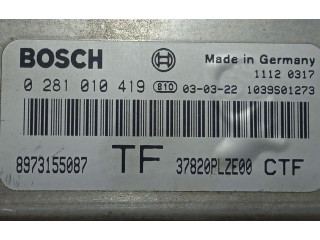 BOSCH Made in Germany
1112 0317
0 281 010 419 810 03-03-22 1039S01273
8973155087 TF 37820PLZE00 CTF